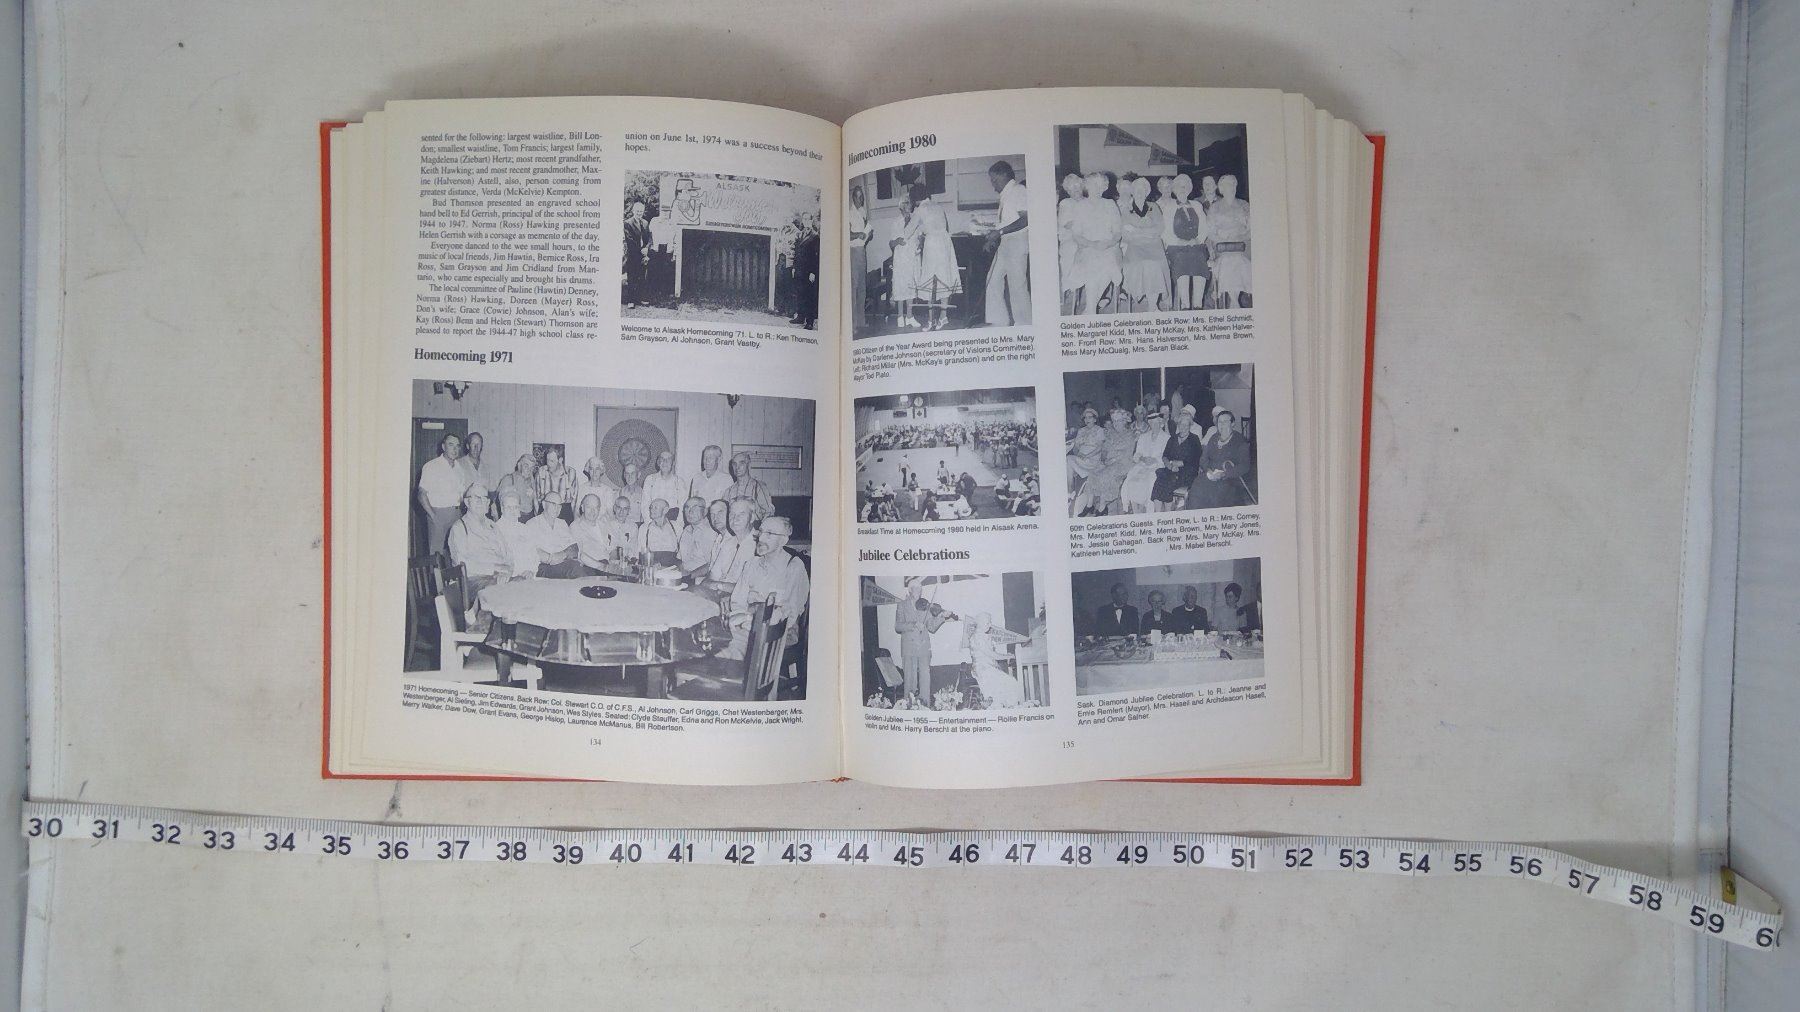 sented for the following: largest waistline, Bill Lon-
don; smallest waistline, Tom Francis; largest family,
Magdelena (Ziebart) Hertz; most recent grandfather,
Keith Hawking; and most recent grandmother, Max-
ine (Halverson) Astell, also, person coming from
greatest distance, Verda (McKelvie) Kempton.
Bud Thomson presented an engraved school
hand bell to Ed Gerrish, principal of the school from
1944 to 1947. Norma (Ross) Hawking presented
Helen Gerrish with a corsage as memento of the day.
Everyone danced to the wee small hours, to the
music of local friends, Jim Hawtin, Bernice Ross, Ira
Ross, Sam Grayson and Jim Cridland from Man-
tario, who came especially and brought his drums.
The local committee of Pauline (Hawtin) Denney,
Norma (Ross) Hawking, Doreen (Mayer) Ross,
Don's wife; Grace (Cowie) Johnson, Alan's wife;
Kay (Ross) Benn and Helen (Stewart) Thomson are
pleased to report the 1944-47 high school class re-
union on June 1st, 1974 was a success beyond their
hopes.
ALSASK
Welcome to Alsask Homecoming '71. L. to R.: Ken Thomson,
Sam Grayson, Al Johnson, Grant Vestby.
Homecoming 1971
1971 Homecoming — Senior Citizens. Back Row: Col. Stewart C.O. of C.F.S., Al Johnson, Carl Griggs, Chet Westenberger, Mrs.
Westenberger, Al Sieling, Jim Edwards, Grant Johnson, Wes Styles. Seated: Clyde Stauffer, Edna and Ron McKelvie, Jack Wright,
Merry Walker, Dave Dow, Grant Evans, George Hislop, Laurence McManus, Bill Robertson.
134
Homecoming 1980
1980 Citizen of the Year Award being presented to Mrs. Mary
McKay by Darlene Johnson (secretary of Visions Committee).
Left: Richard Miller (Mrs. McKay's grandson) and on the right
Mayor Ted Plato.
Breakfast Time at Homecoming 1980 held in Alsask Arena.
Jubilee Celebrations
Golden Jubilee — 1955 — Entertainment — Rollie Francis on
violin and Mrs. Harry Berschl at the piano.
Golden Jubilee Celebration. Back Row: Mrs. Ethel Schmidt,
Mrs. Margaret Kidd, Mrs. Mary McKay, Mrs. Kathleen Halver-
son. Front Row: Mrs. Hans Halverson, Mrs. Merna Brown,
Miss Mary McQuaig, Mrs. Sarah Black.
60th Celebrations Guests. Front Row, L. to R.: Mrs. Corney,
Mrs. Margaret Kidd, Mrs. Merna Brown, Mrs. Mary Jones,
Mrs. Jessie Gahagan. Back Row: Mrs. Mary McKay, Mrs.
Kathleen Halverson, , Mrs. Mabel Berschl.
Sask. Diamond Jubilee Celebration. L. to R.: Jeanne and
Ernie Remfert (Mayor), Mrs. Hasell and Archdeacon Hasell,
Ann and Omar Salner.
135
30 31 32 33 34 35 36 37 38 39 40 41 42 43 44 45 46 47 48 49 50 51 52 53 54 55 56 57 58 59